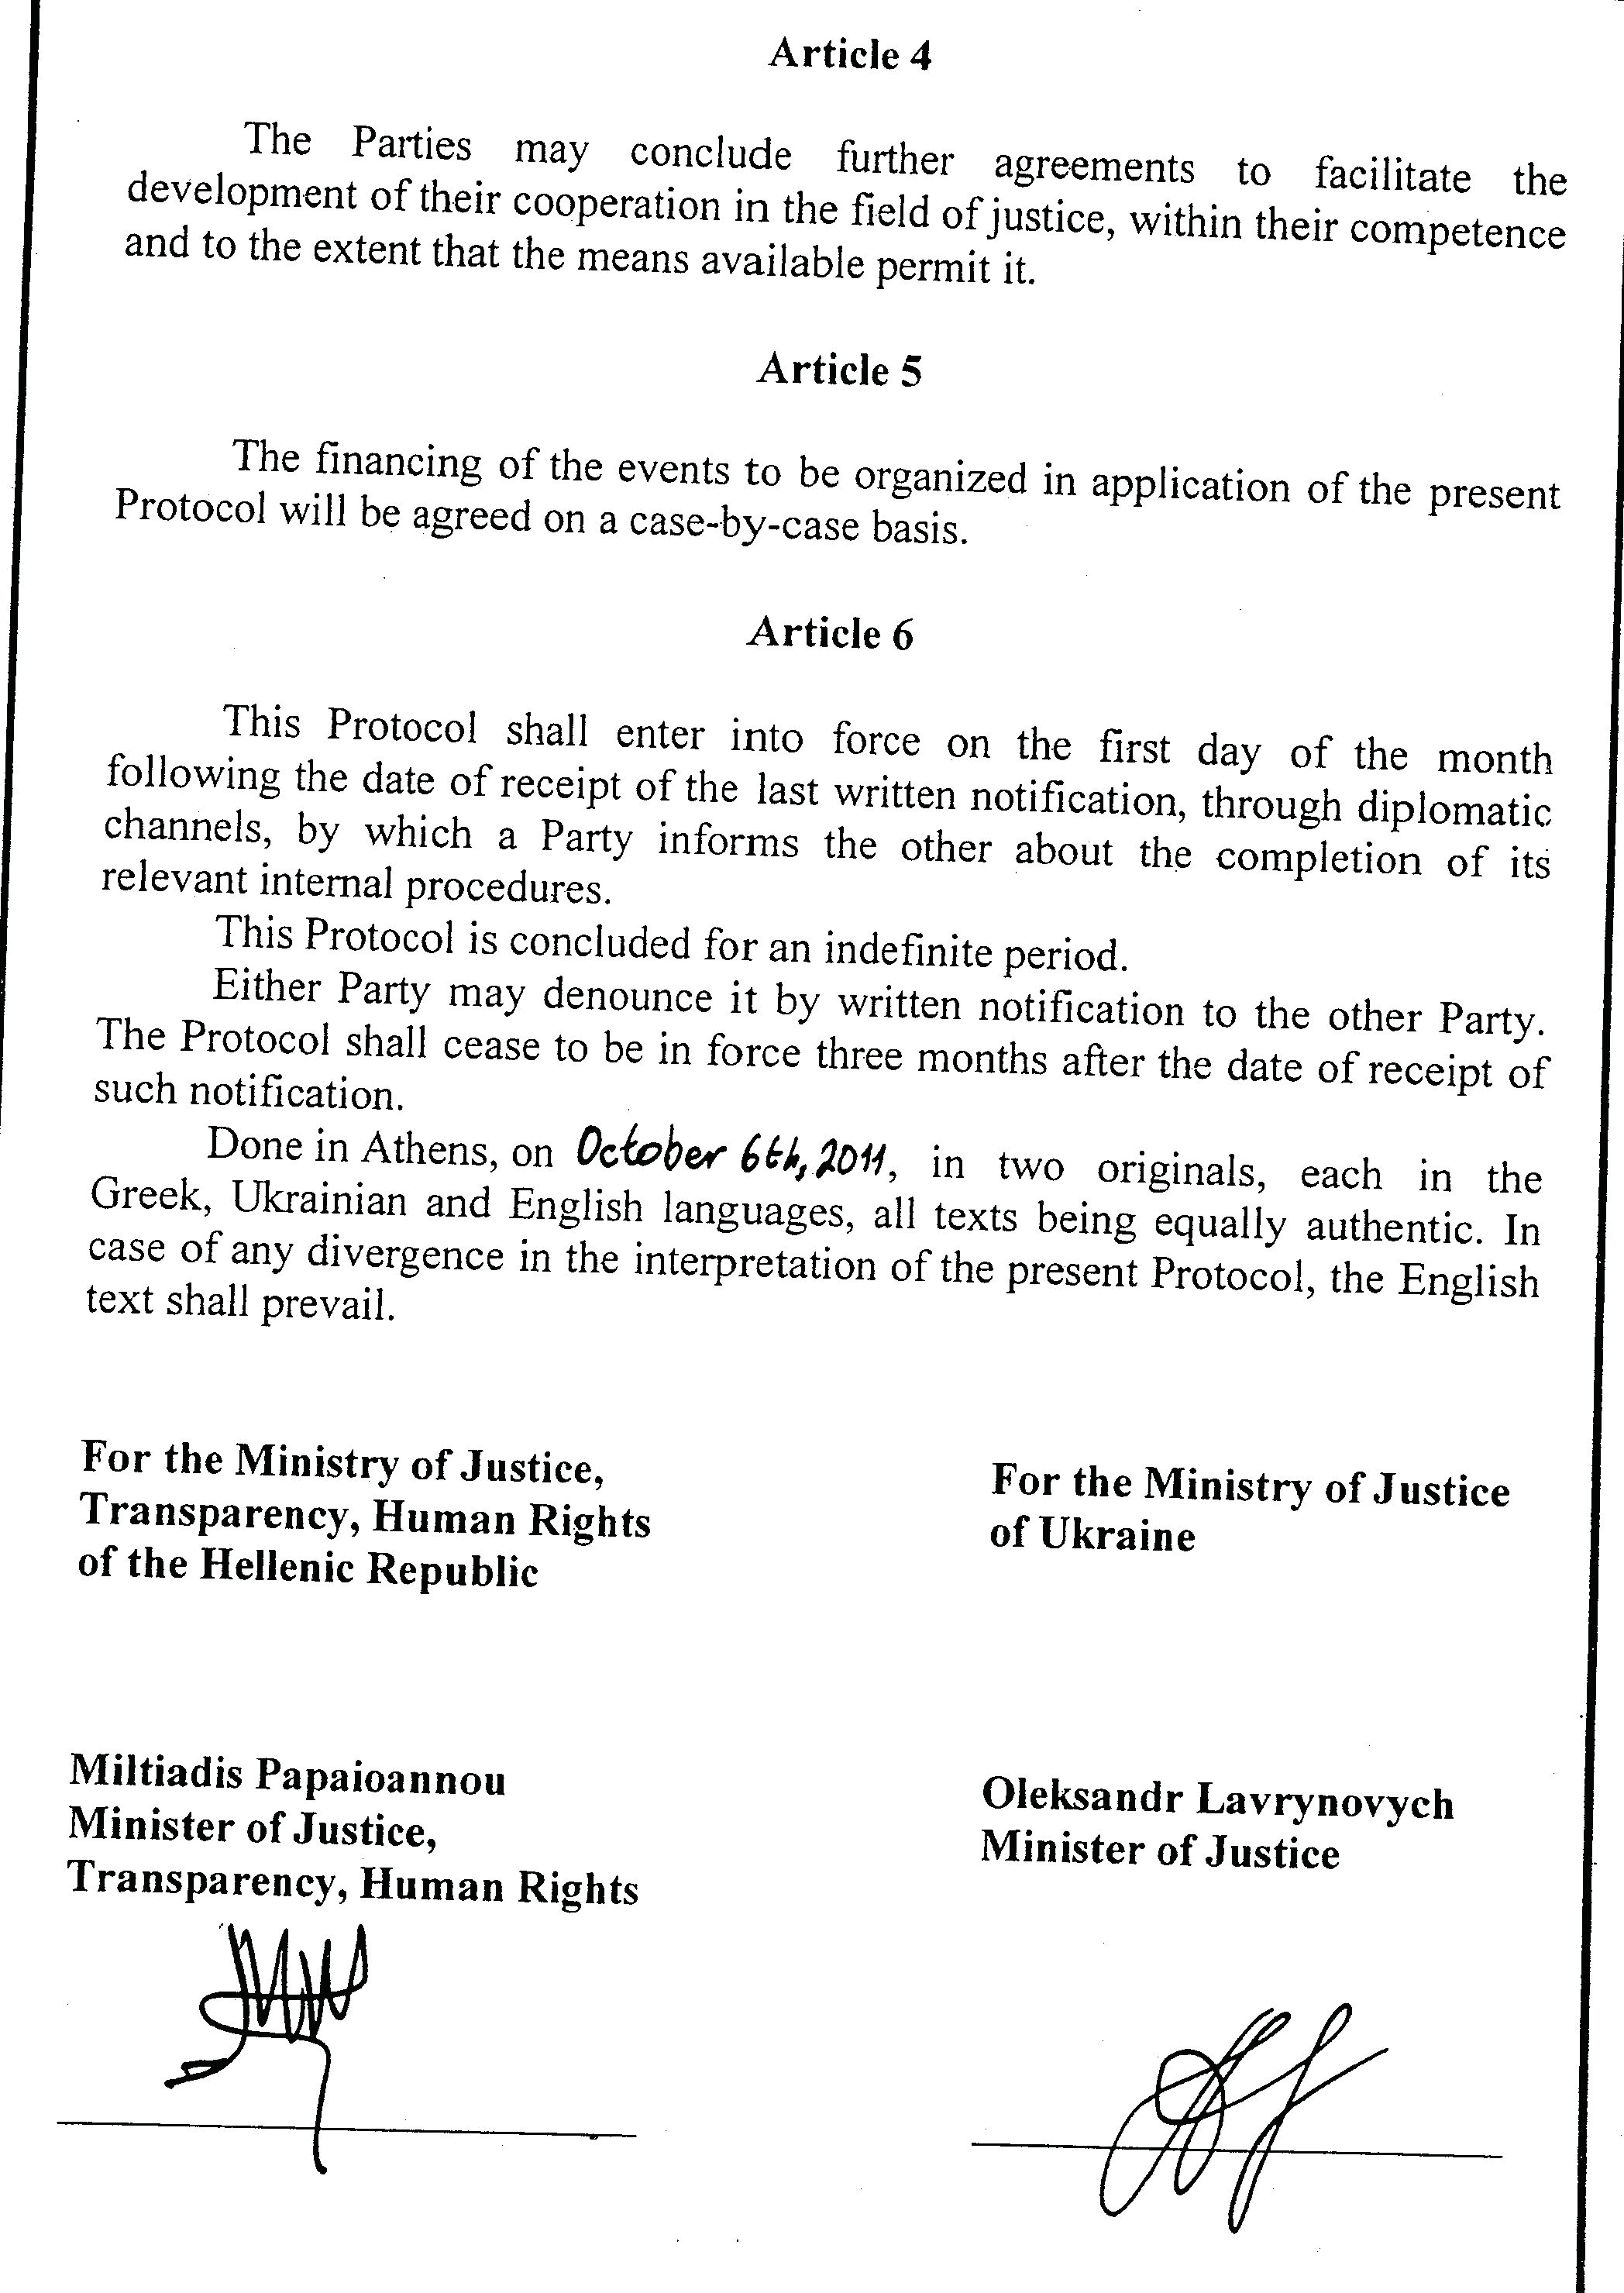 Article 4
The Parties may conclude further agreements to facilitate the
development of their cooperation in the field of justice, within their competence
and to the extent that the means available permit it.
Article 5
The financing of the events to be organized in application of the present
Protocol will be agreed on a case-by-case basis.
Article 6
This Protocol shall enter into force on the first day of the month
following the date of receipt of the last written notification, through diplomatic
channels, by which a Party informs the other about the completion of its
relevant internal procedures.
This Protocol is concluded for an indefinite period.
Either Party may denounce it by written notification to the other Party.
The Protocol shall cease to be in force three months after the date of receipt of
such notification.
Done in Athens, on October 6th, 2011, in two originals, each in the
Greek, Ukrainian and English languages, all texts being equally authentic. In
case of any divergence in the interpretation of the present Protocol, the English
text shall prevail.
For the Ministry of Justice,
Transparency, Human Rights
of the Hellenic Republic
For the Ministry of Justice
of Ukraine
Miltiadis Papaioannou
Minister of Justice,
Transparency, Human Rights
Oleksandr Lavrynovych
Minister of Justice